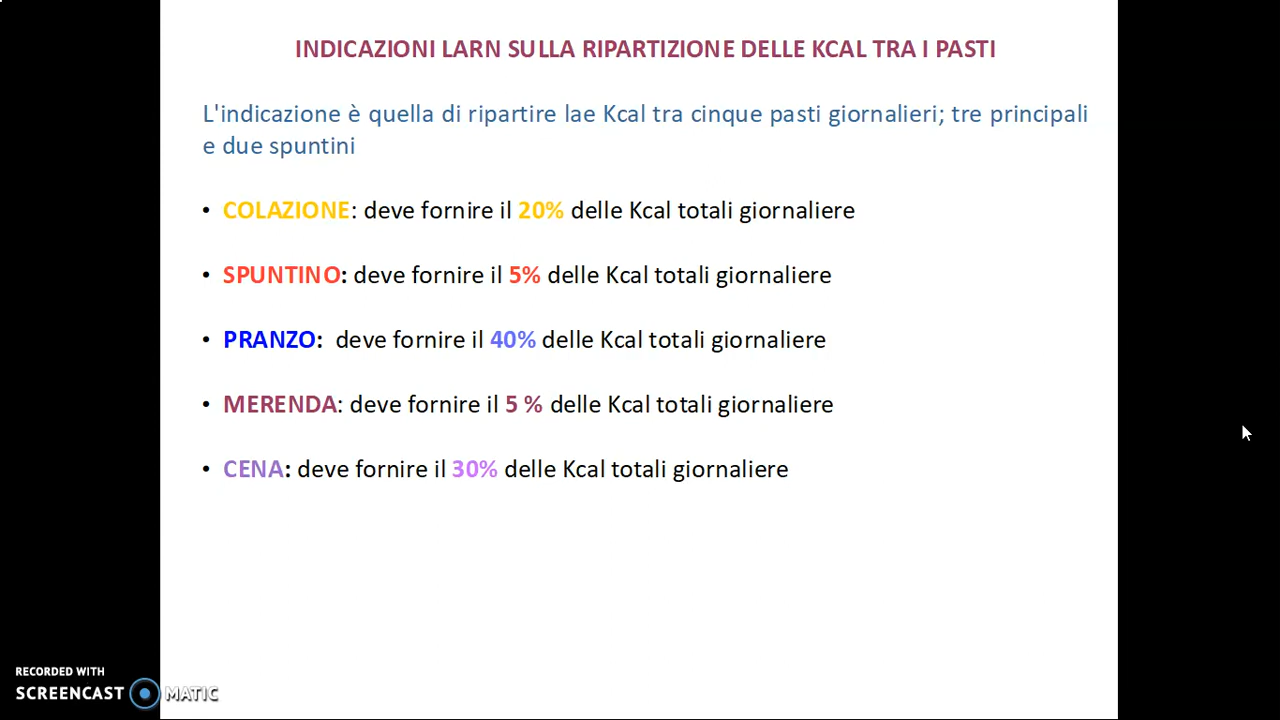 INDICAZIONI LARN SULLA RIPARTIZIONE DELLE KCAL TRA I PASTI
L'indicazione è quella di ripartire lae Kcal tra cinque pasti giornalieri; tre principali
e due spuntini
• COLAZIONE: deve fornire il 20% delle Kcal totali giornaliere
• SPUNTINO: deve fornire il 5% delle Kcal totali giornaliere
• PRANZO: deve fornire il 40% delle Kcal totali giornaliere
• MERENDA: deve fornire il 5 % delle Kcal totali giornaliere
• CENA: deve fornire il 30% delle Kcal totali giornaliere
RECORDED WITH
SCREENCAST MATIC